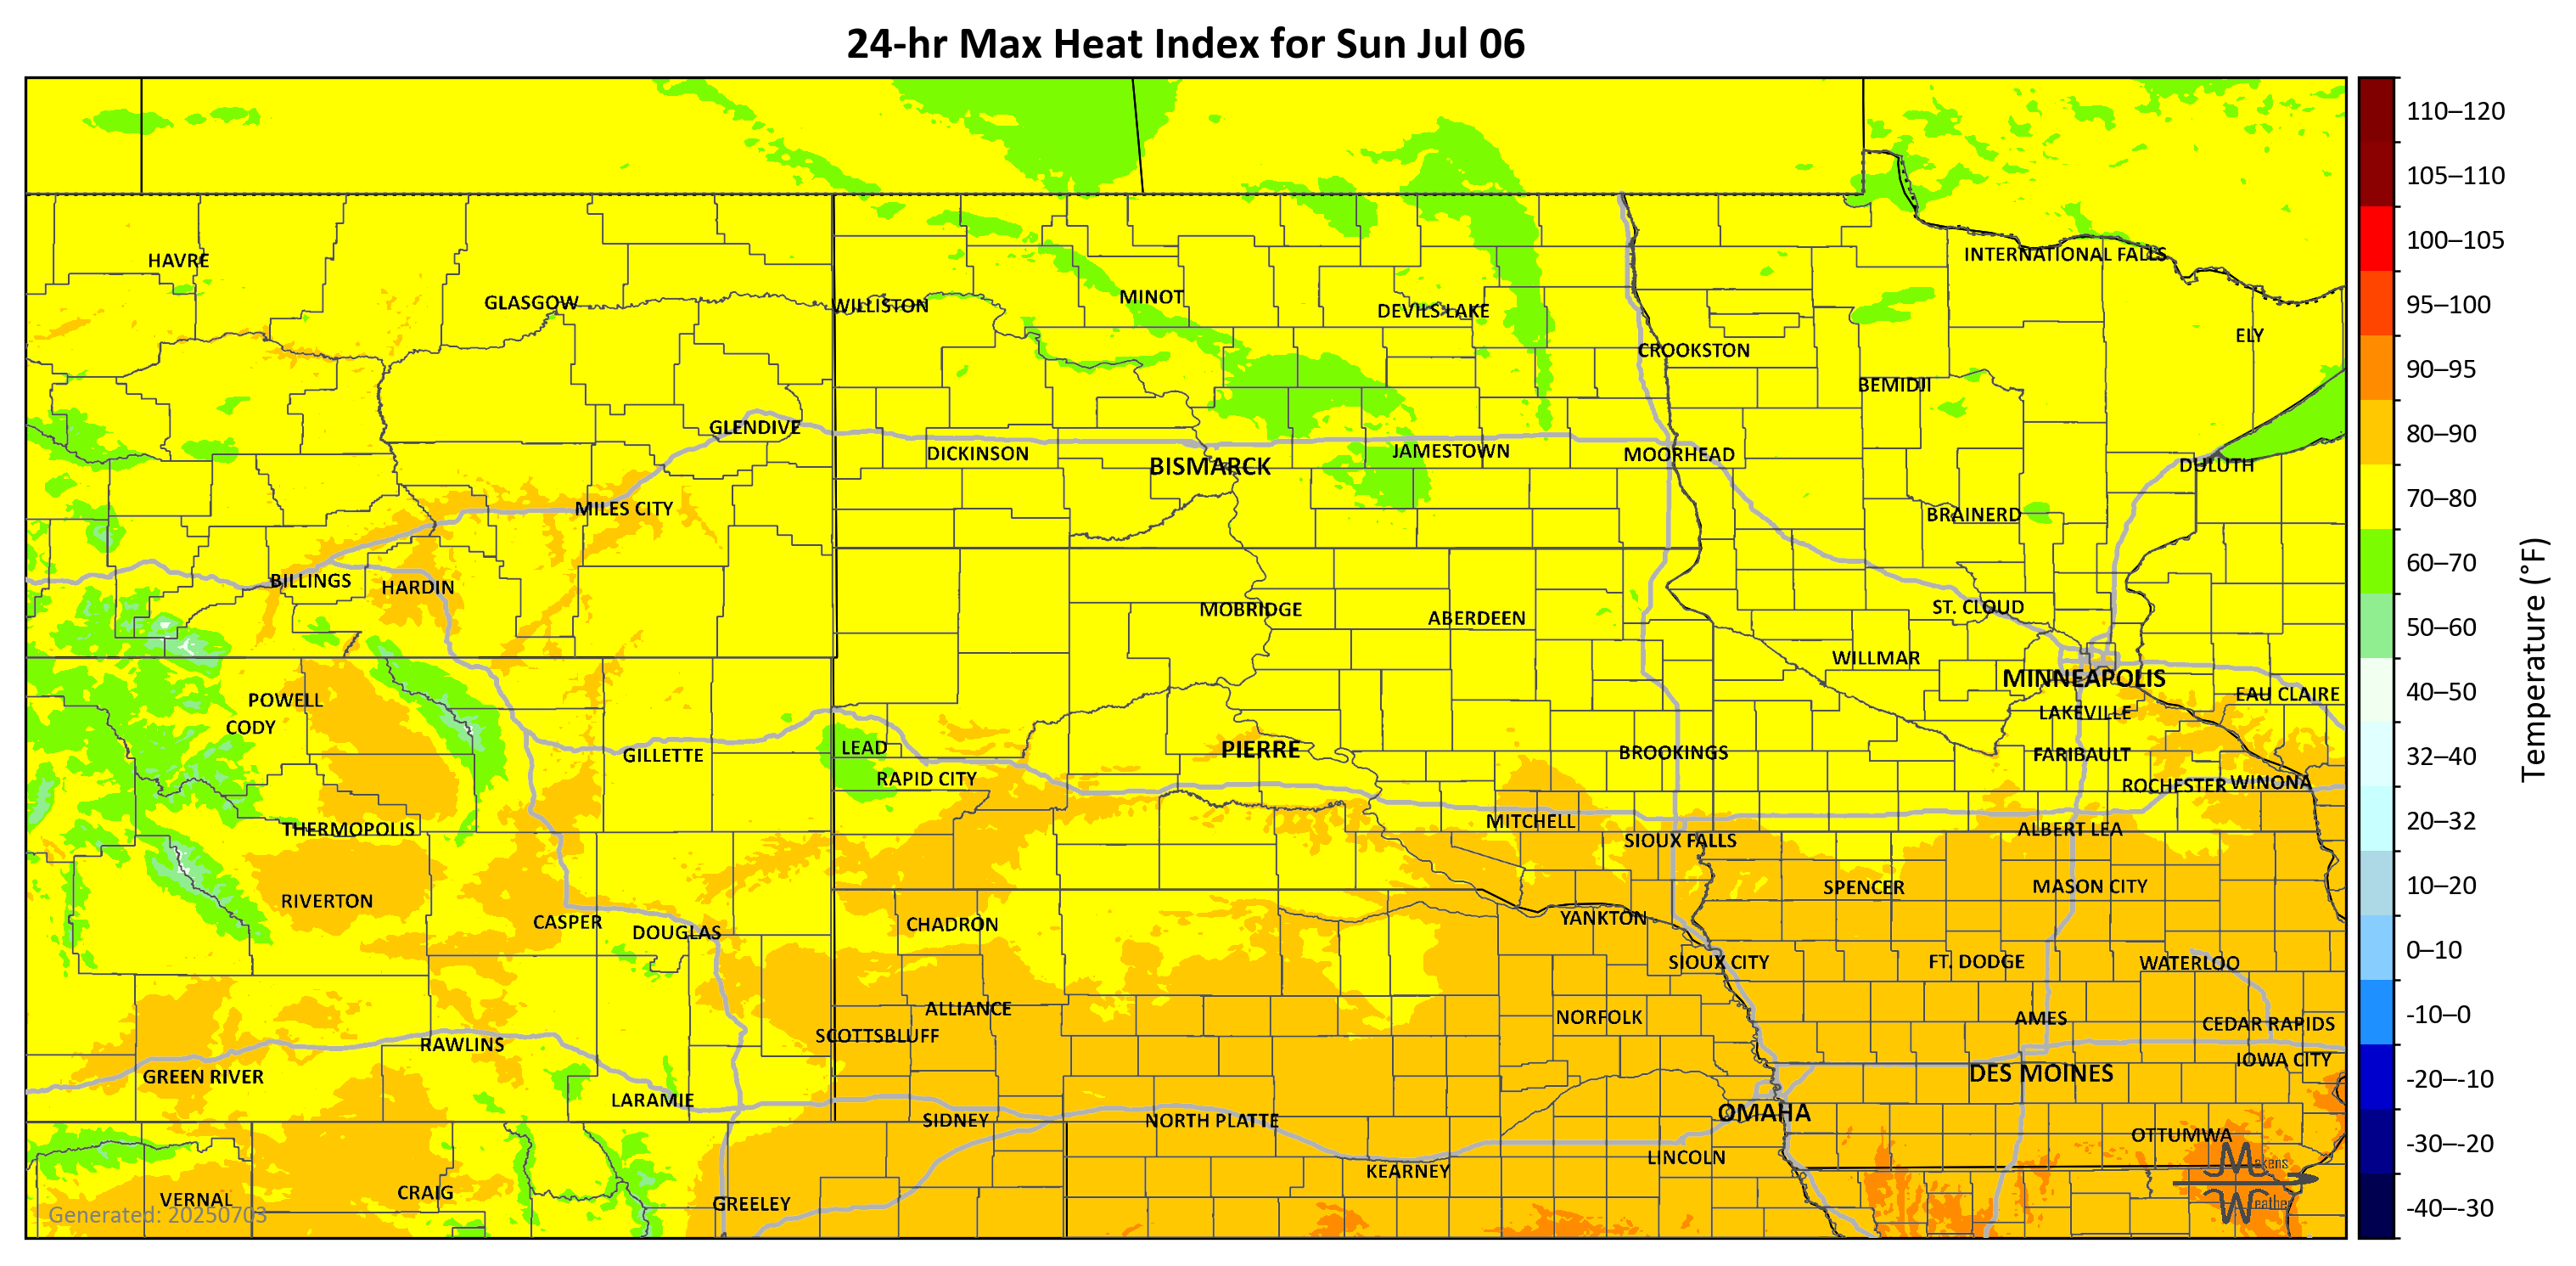 24-hr Max Heat Index for Sun Jul 06
110–120
105–110
100–105
95–100
90–95
80–90
70–80
60–70
50–60
40–50
32–40
20–32
10–20
0–10
-10–0
-20–-10
-30–-20
-40–-30
Temperature (°F)
HAVRE
INTERNATIONAL FALLS
GLASGOW
WILLISTON
MINOT
DEVILS LAKE
ELY
CROOKSTON
BEMIDJI
GLENDIVE
DICKINSON
BISMARCK
JAMESTOWN
MOORHEAD
DULUTH
MILES CITY
BRAINERD
BILLINGS
HARDIN
MOBRIDGE
ABERDEEN
ST. CLOUD
WILLMAR
MINNEAPOLIS
POWELL
EAU CLAIRE
CODY
LAKEVILLE
GILLETTE
LEAD
PIERRE
BROOKINGS
FARIBAULT
RAPID CITY
ROCHESTER
WINONA
THERMOPOLIS
MITCHELL
SIOUX FALLS
ALBERT LEA
RIVERTON
SPENCER
MASON CITY
CASPER
DOUGLAS
CHADRON
YANKTON
SIOUX CITY
FT. DODGE
WATERLOO
ALLIANCE
NORFOLK
AMES
CEDAR RAPIDS
SCOTTSBLUFF
RAWLINS
IOWA CITY
GREEN RIVER
DES MOINES
LARAMIE
SIDNEY
NORTH PLATTE
OMAHA
OTTUMWA
KEARNEY
LINCOLN
VERNAL
CRAIG
GREELEY
Makens
Weather
Generated: 20250703